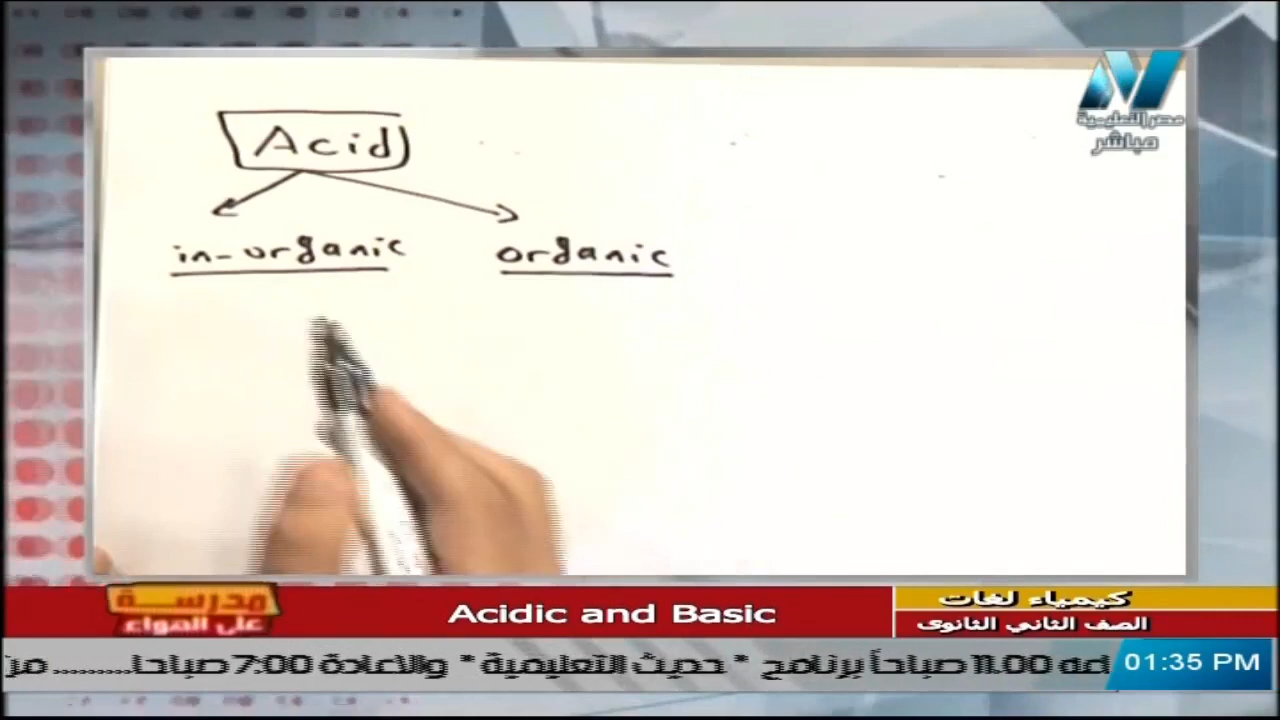 مصر التعليمية
مباشر
Acid
in-organic
organic
مدرسة
على الهواء
Acidic and Basic
كيمياء لغات
الصف الثاني الثانوى
11.00 صباحاً برنامج " حديث التعليمية " والاعادة 7:00 صباحا.........
01:35 PM